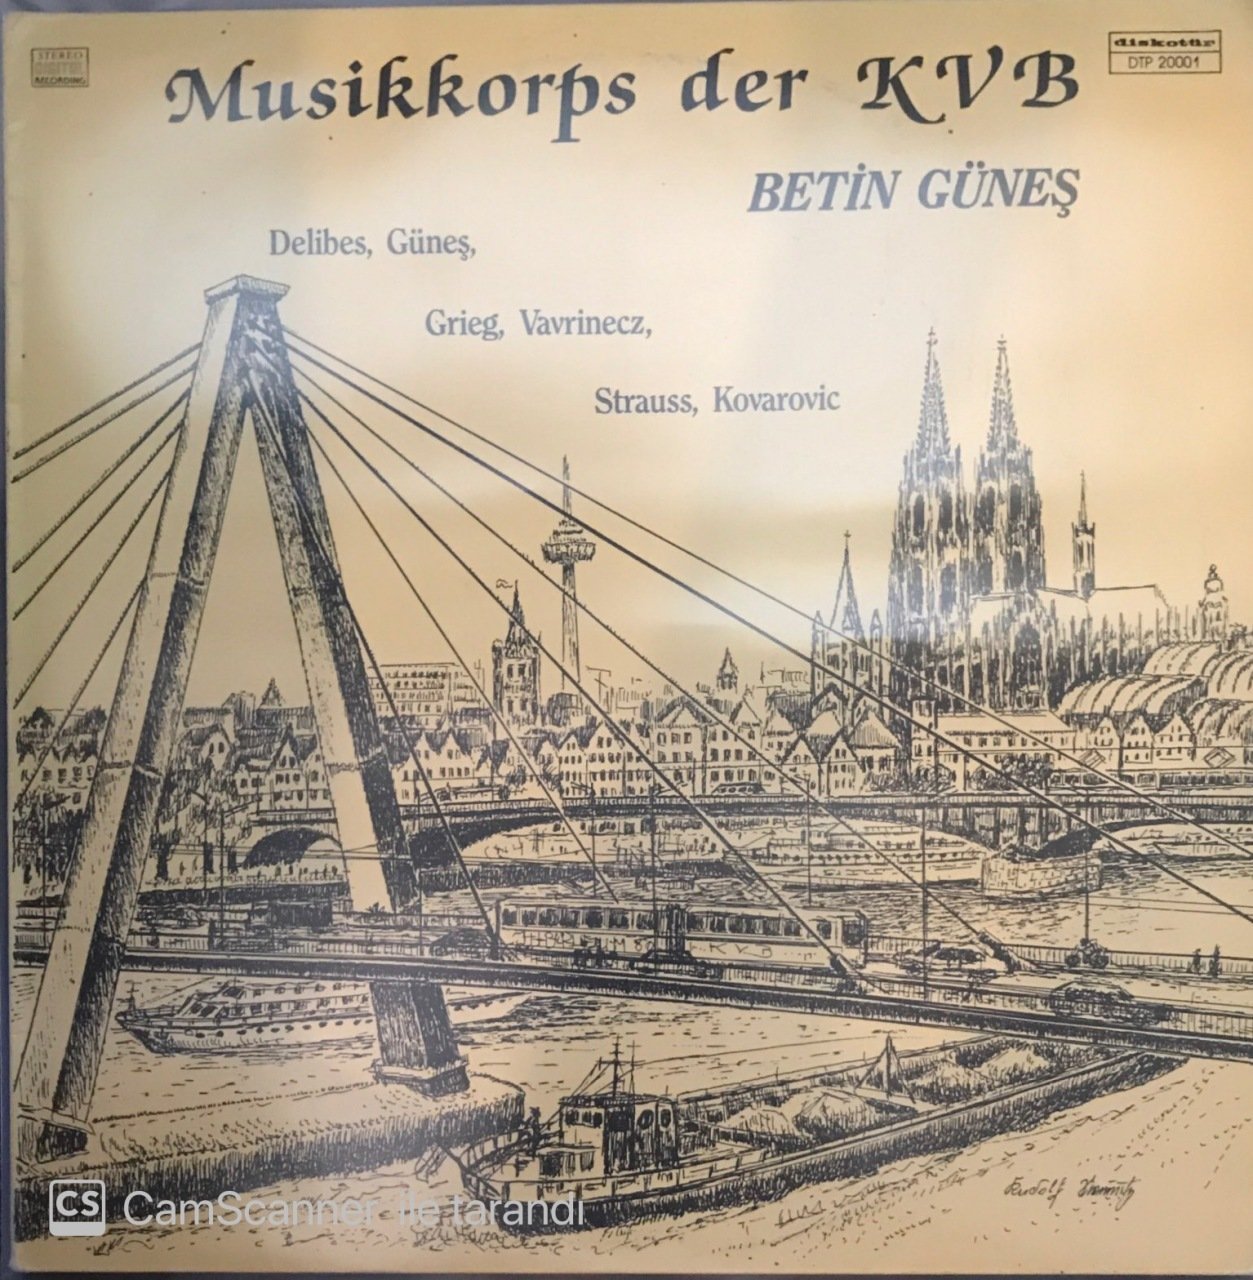 STEREO
DIGITAL
RECORDING
diskotür
DTP 20001
Musikkorps der KVB
BETİN GÜNEŞ
Delibes, Güneş,
Grieg, Vavrinecz,
Strauss, Kovarovic
KVB
Rudolf
CS CamScanner ile tarandı